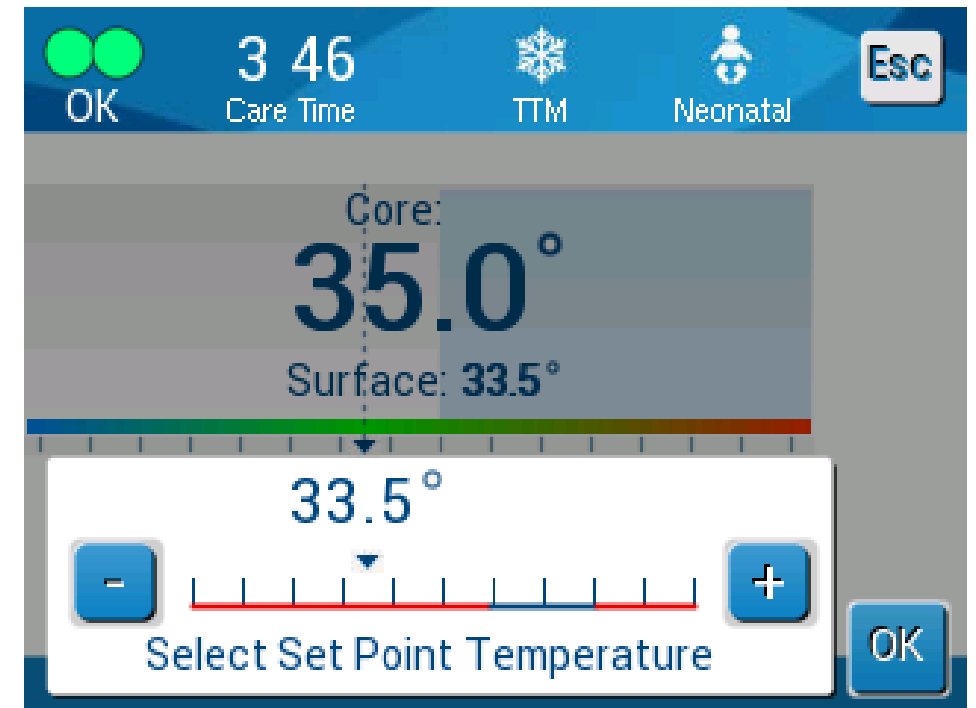 3 46 Esc
OK Care Time TTM Neonatal
Core:
35.0°
Surface: 33.5°
33.5°
- +
Select Set Point Temperature
OK